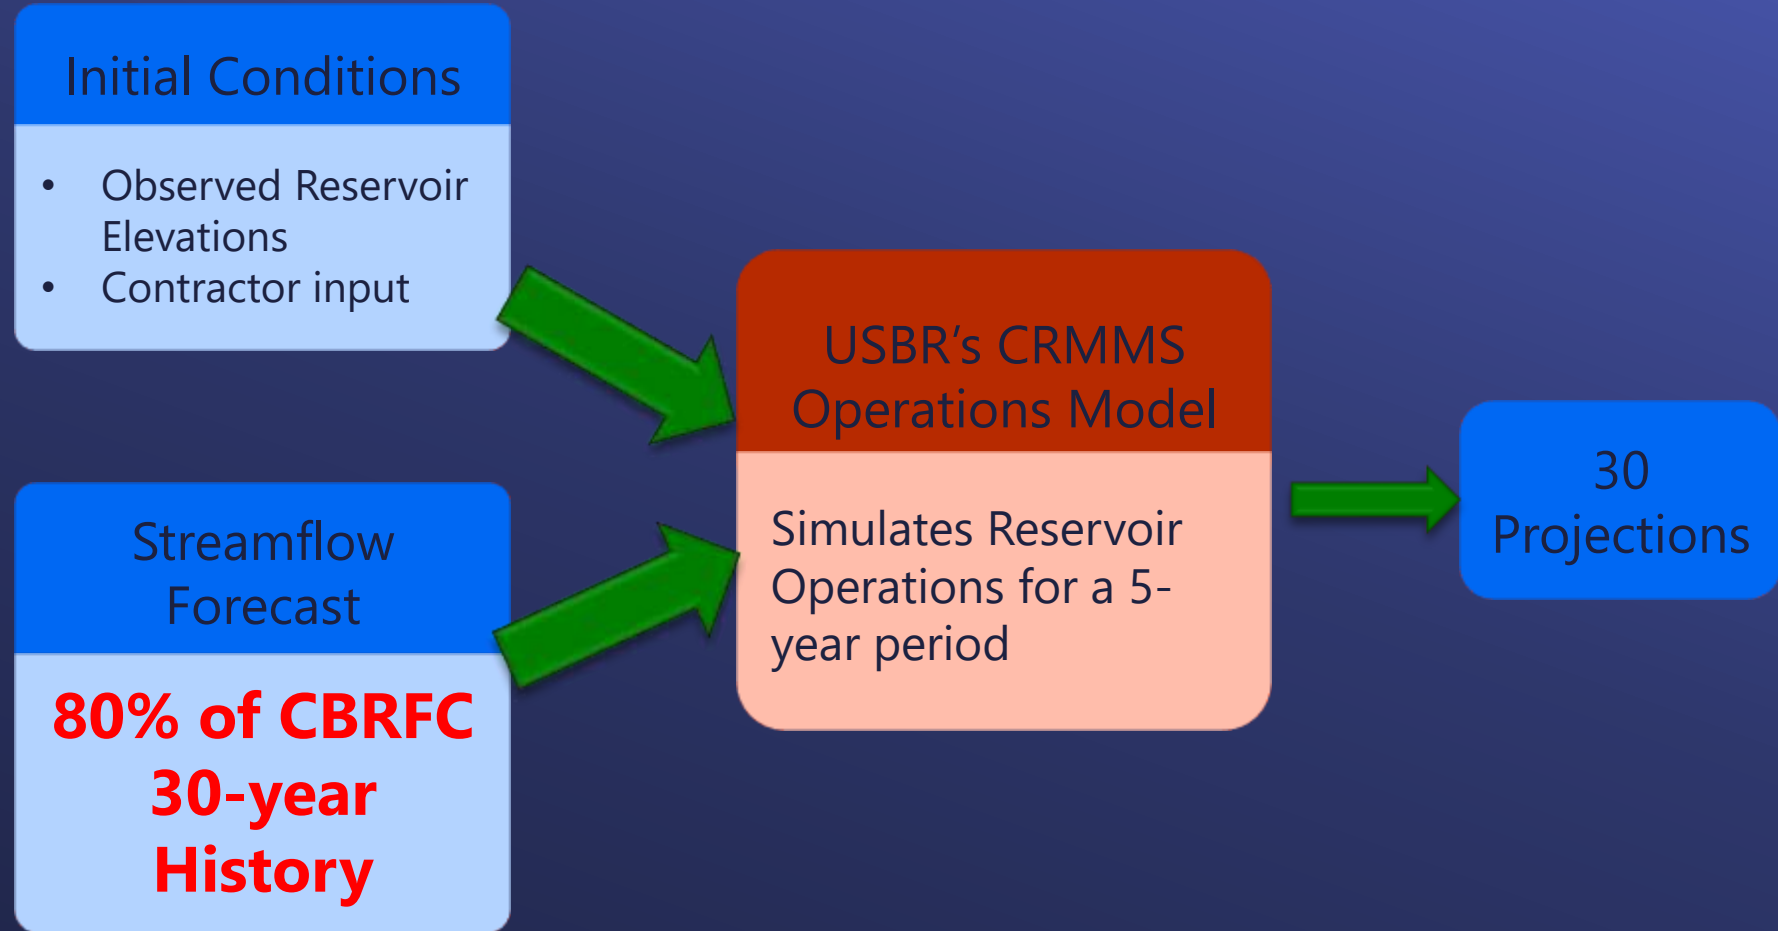 Initial Conditions
• Observed Reservoir
Elevations
• Contractor input
Streamflow
Forecast
80% of CBRFC
30-year
History
USBR’s CRMMS
Operations Model
Simulates Reservoir
Operations for a 5-
year period
30
Projections